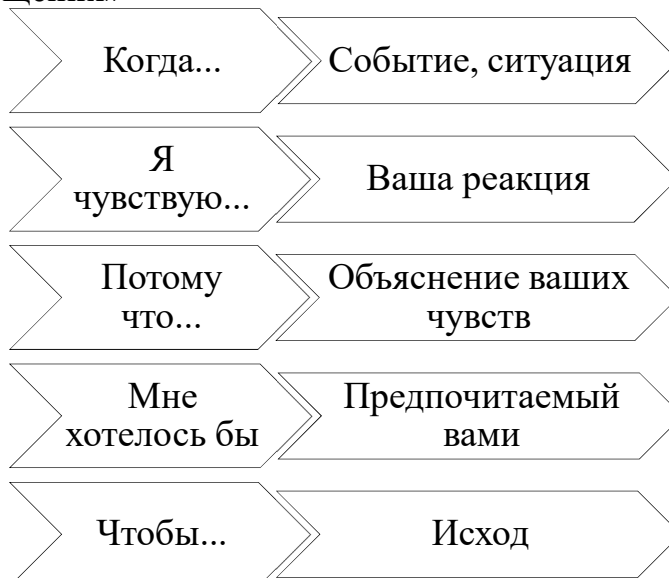 Когда...
Событие, ситуация
Я
чувствую...
Ваша реакция
Потому
что...
Объяснение ваших
чувств
Мне
хотелось бы
Предпочитаемый
вами
Чтобы...
Исход